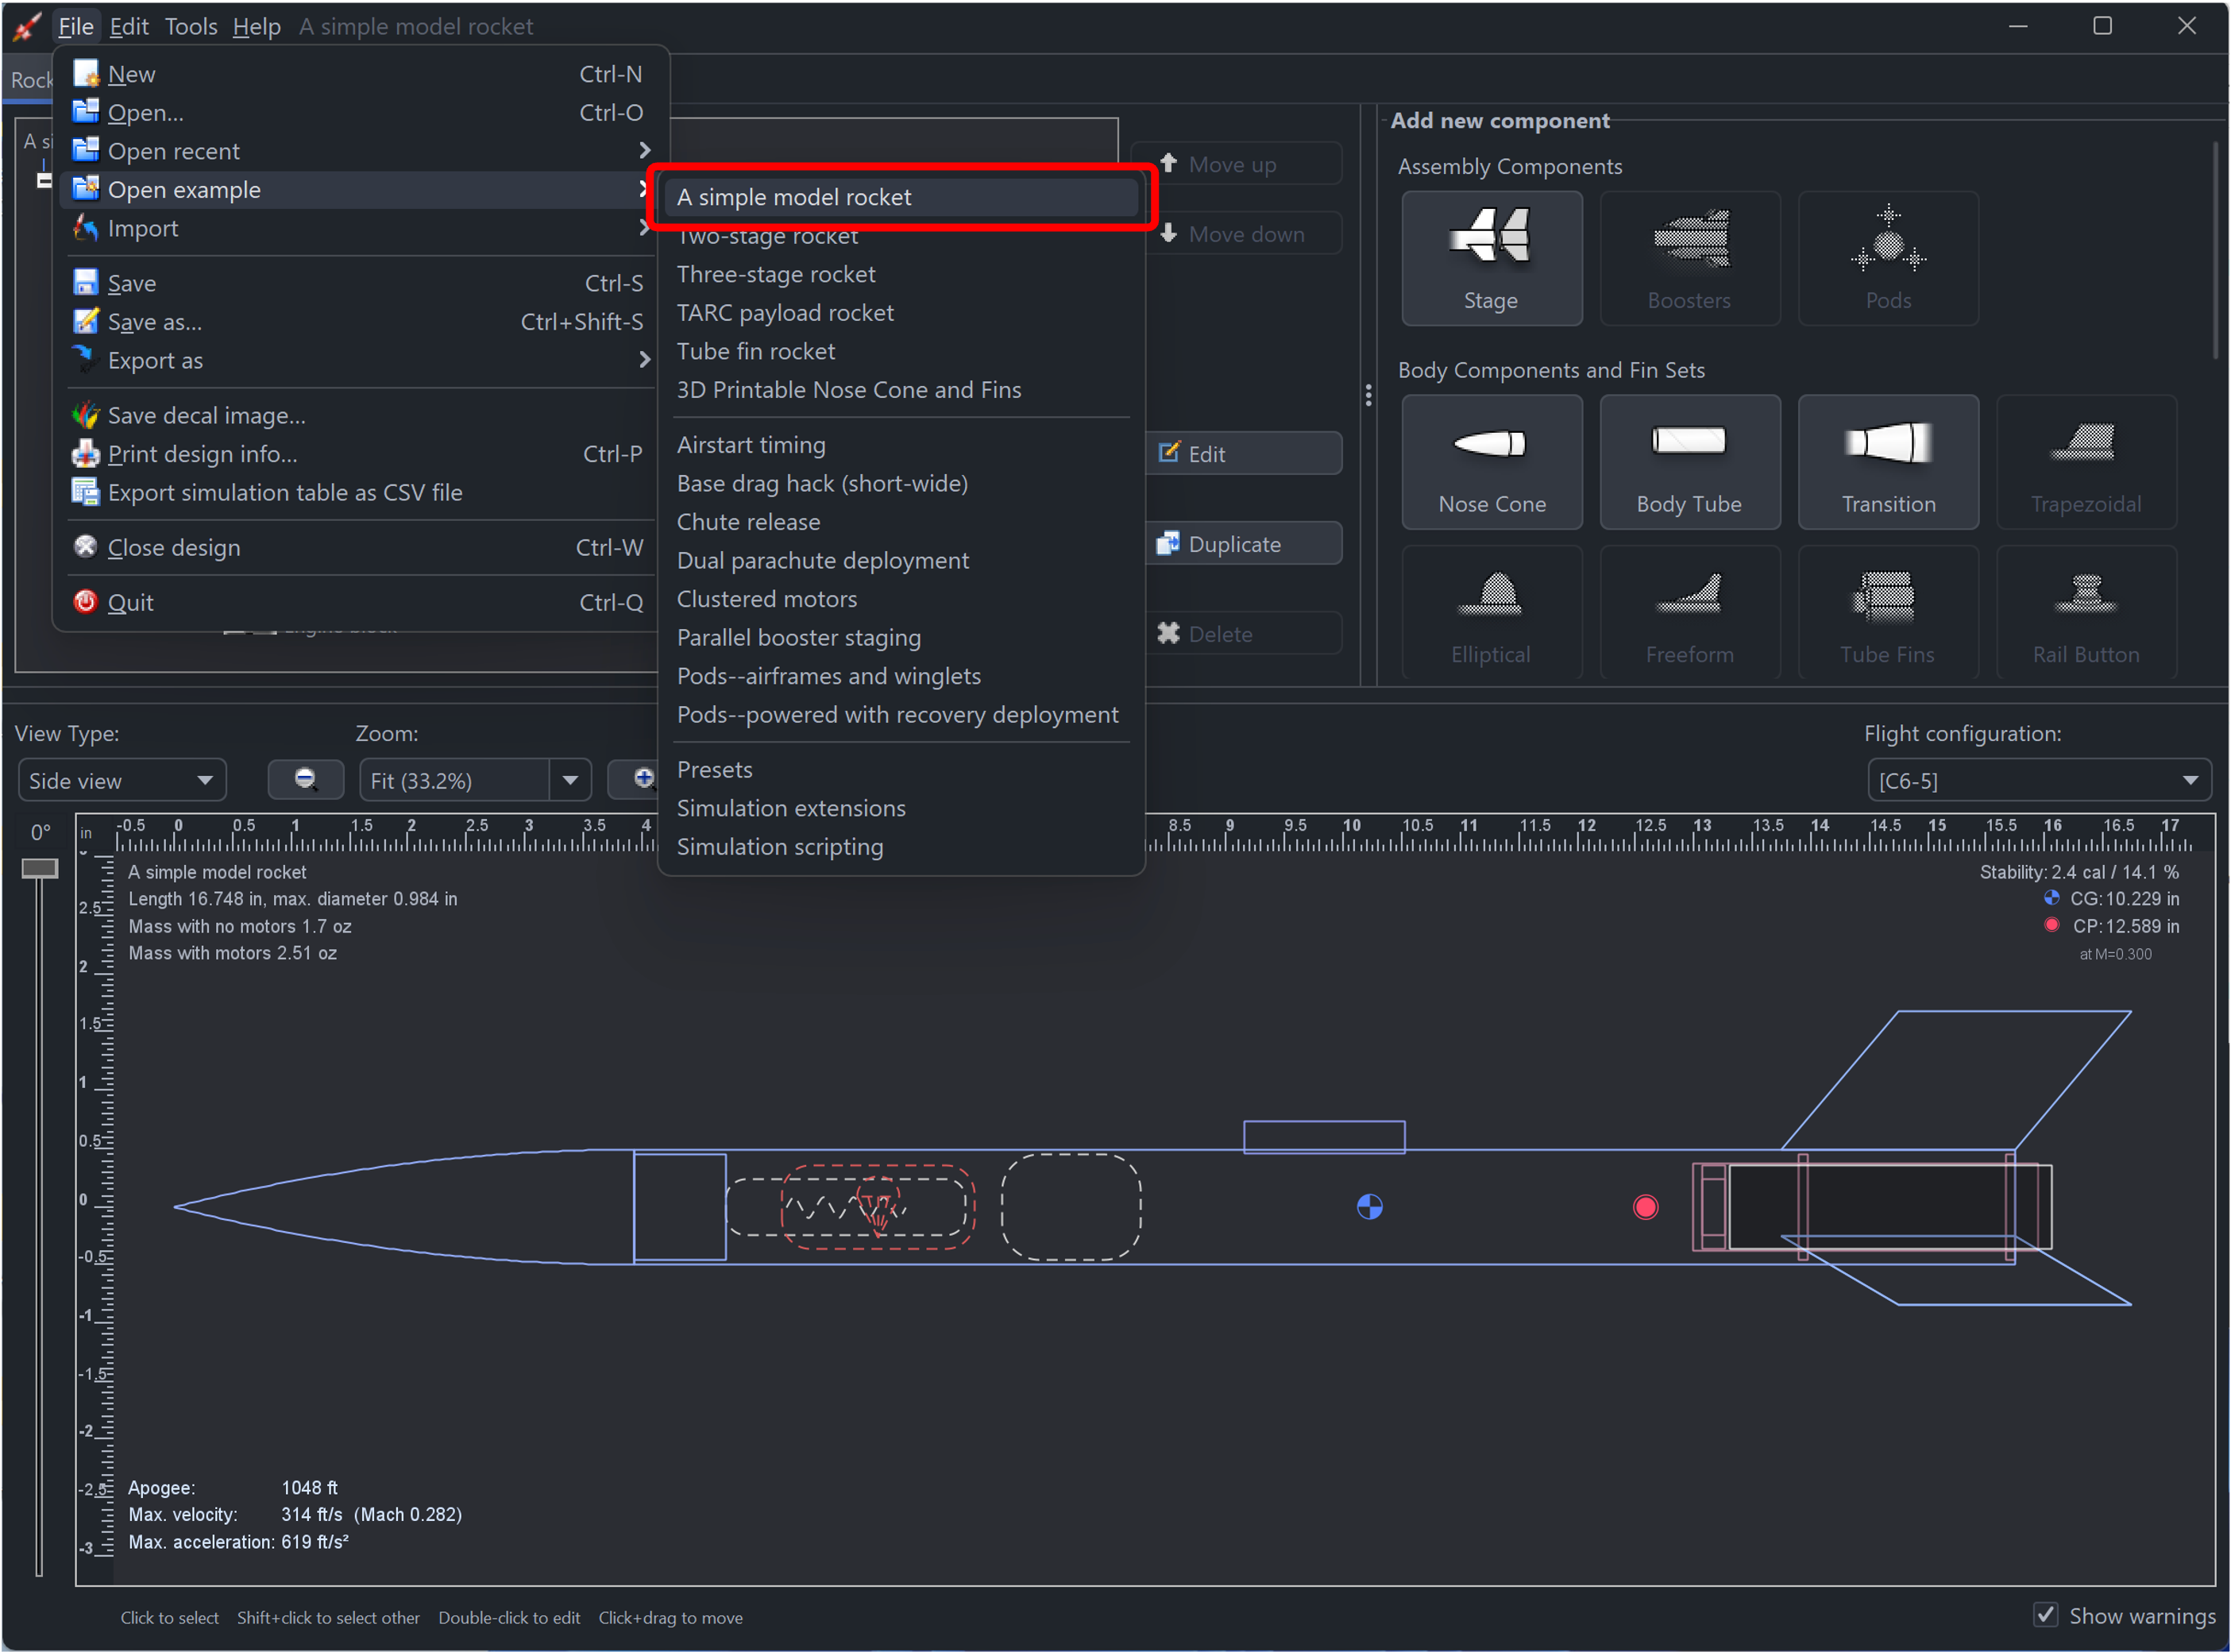 File Edit Tools Help A simple model rocket
Rock
New Ctrl-N
Open... Ctrl-O
Open recent
Open example
Import
Save Ctrl-S
Save as... Ctrl+Shift-S
Export as
Save decal image...
Print design info... Ctrl-P
Export simulation table as CSV file
Close design Ctrl-W
Quit Ctrl-Q
A si
A simple model rocket
Two-stage rocket
Three-stage rocket
TARC payload rocket
Tube fin rocket
3D Printable Nose Cone and Fins
Airstart timing
Base drag hack (short-wide)
Chute release
Dual parachute deployment
Clustered motors
Parallel booster staging
Pods--airframes and winglets
Pods--powered with recovery deployment
Presets
Simulation extensions
Simulation scripting
Move up
Move down
Edit
Duplicate
Delete
Add new component
Assembly Components
Stage Boosters Pods
Body Components and Fin Sets
Nose Cone Body Tube Transition Trapezoidal
Elliptical Freeform Tube Fins Rail Button
View Type: Zoom: Flight configuration:
Side view Fit (33.2%) [C6-5]
0°
in -0.5 0 0.5 1 1.5 2 2.5 3 3.5 4 8.5 9 9.5 10 10.5 11 11.5 12 12.5 13 13.5 14 14.5 15 15.5 16 16.5 17
2.5
2
1.5
1
0.5
0
-0.5
-1
-1.5
-2
-2.5
-3
A simple model rocket
Length 16.748 in, max. diameter 0.984 in
Mass with no motors 1.7 oz
Mass with motors 2.51 oz
Stability: 2.4 cal / 14.1 %
CG: 10.229 in
CP: 12.589 in
at M=0.300
Apogee: 1048 ft
Max. velocity: 314 ft/s (Mach 0.282)
Max. acceleration: 619 ft/s²
Click to select Shift+click to select other Double-click to edit Click+drag to move
Show warnings